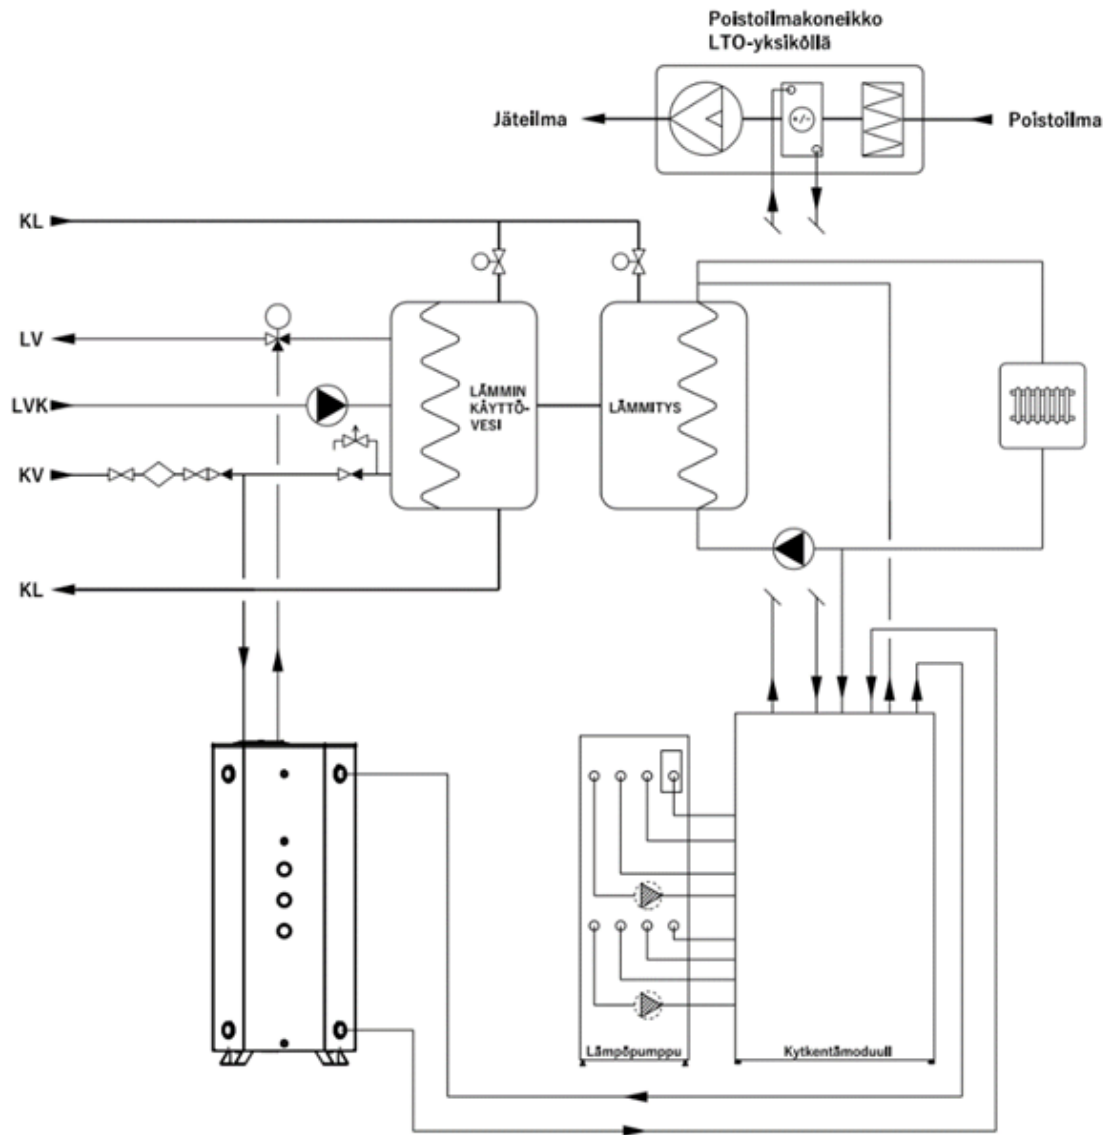 Poistoilmakoneikko
LTO-yksiköllä
Jäteilma
+/-
Poistoilma
KL
LV
LVK
KV
LÄMMIN
KÄYTTÖ-
VESI
LÄMMITYS
KL
Lämpöpumppu
Kytkentämoduuli